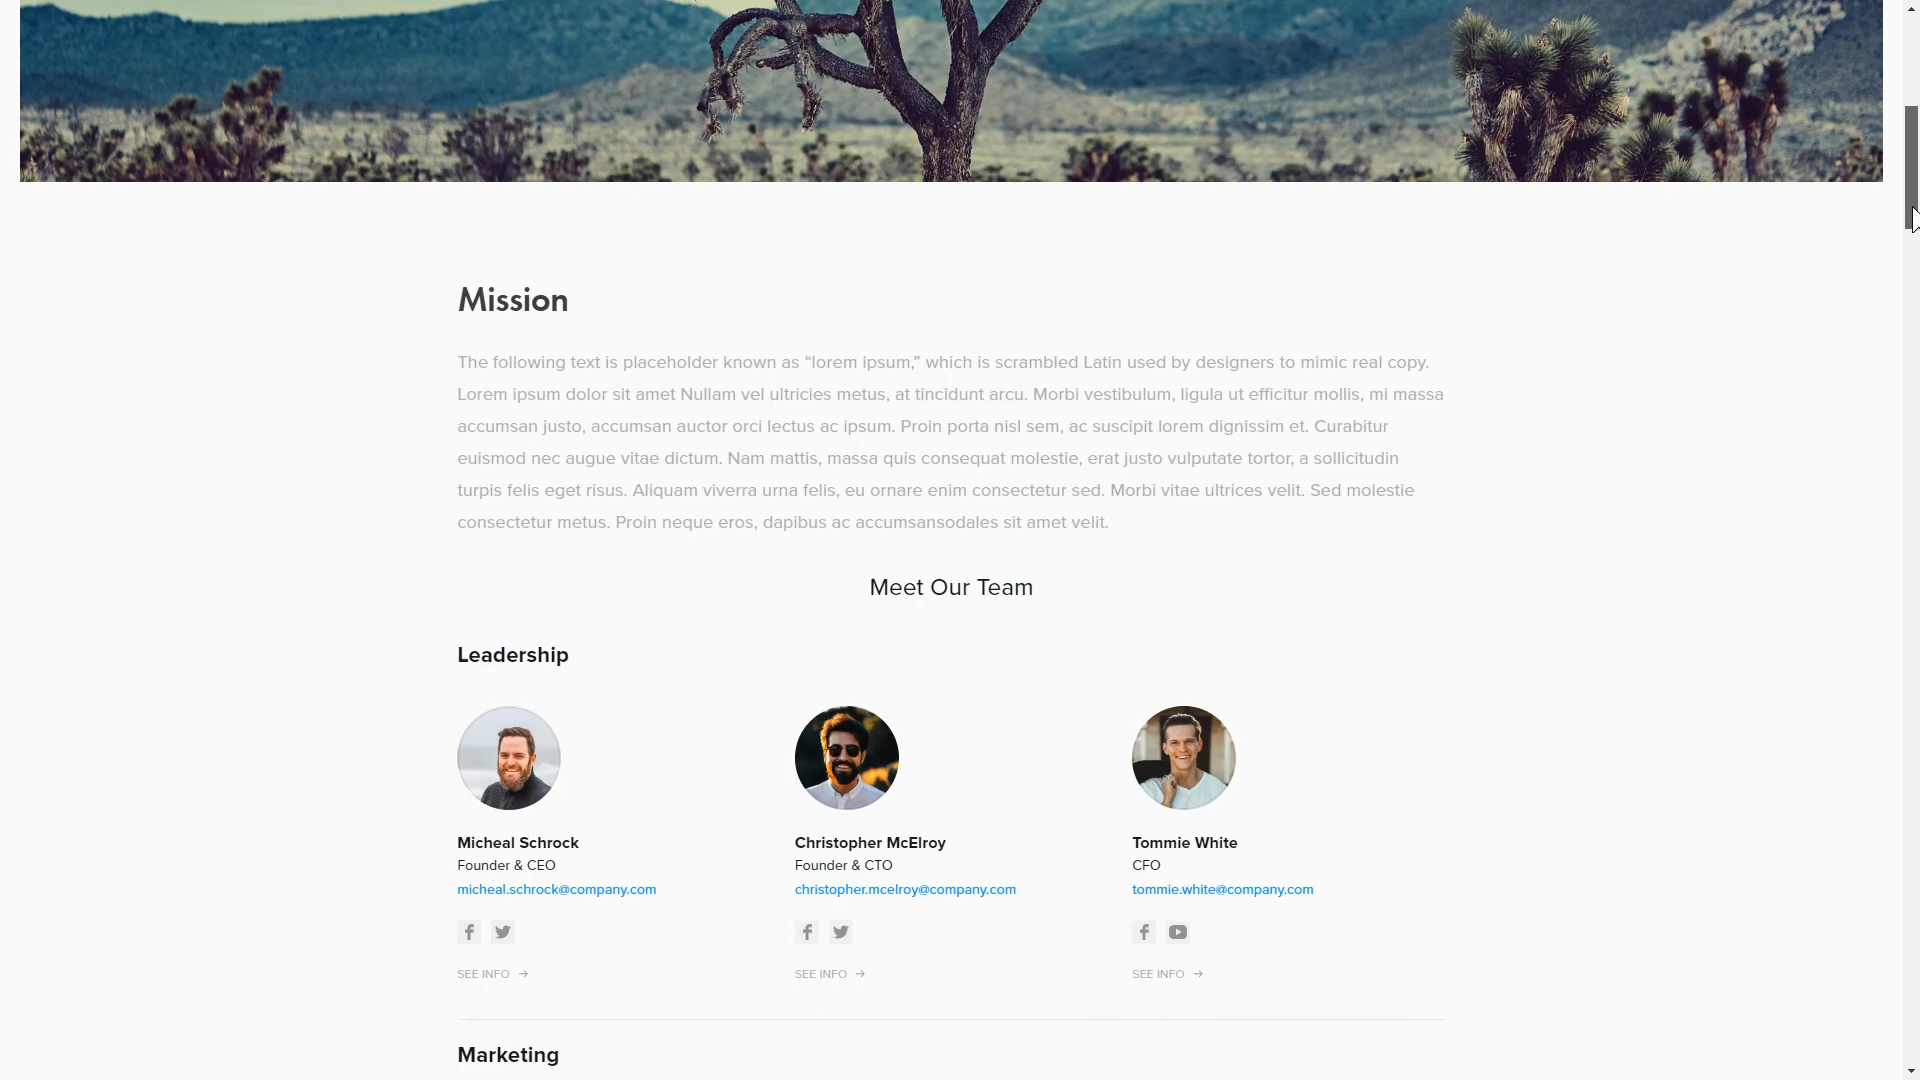 Mission
The following text is placeholder known as “lorem ipsum,” which is scrambled Latin used by designers to mimic real copy.
Lorem ipsum dolor sit amet Nullam vel ultricies metus, at tincidunt arcu. Morbi vestibulum, ligula ut efficitur mollis, mi massa
accumsan justo, accumsan auctor orci lectus ac ipsum. Proin porta nisl sem, ac suscipit lorem dignissim et. Curabitur
euismod nec augue vitae dictum. Nam mattis, massa quis consequat molestie, erat justo vulputate tortor, a sollicitudin
turpis felis eget risus. Aliquam viverra urna felis, eu ornare enim consectetur sed. Morbi vitae ultrices velit. Sed molestie
consectetur metus. Proin neque eros, dapibus ac accumsansodales sit amet velit.
Meet Our Team
Leadership
Micheal Schrock
Founder & CEO
micheal.schrock@company.com
SEE INFO →
Christopher McElroy
Founder & CTO
christopher.mcelroy@company.com
SEE INFO →
Tommie White
CFO
tommie.white@company.com
SEE INFO →
Marketing